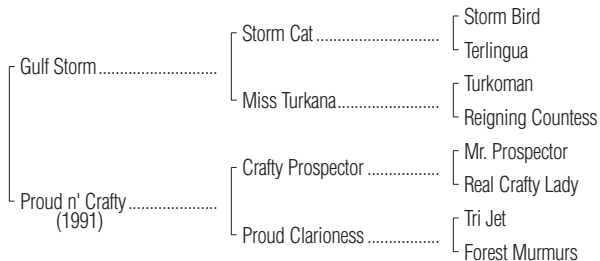 Storm Bird
Storm Cat ..............................
Terlingua
Gulf Storm............................
Turkoman
Miss Turkana.........................
Reigning Countess
Mr. Prospector
Crafty Prospector ..................
Real Crafty Lady
Proud n' Crafty.....................
(1991)
Tri Jet
Proud Clarioness ..................
Forest Murmurs